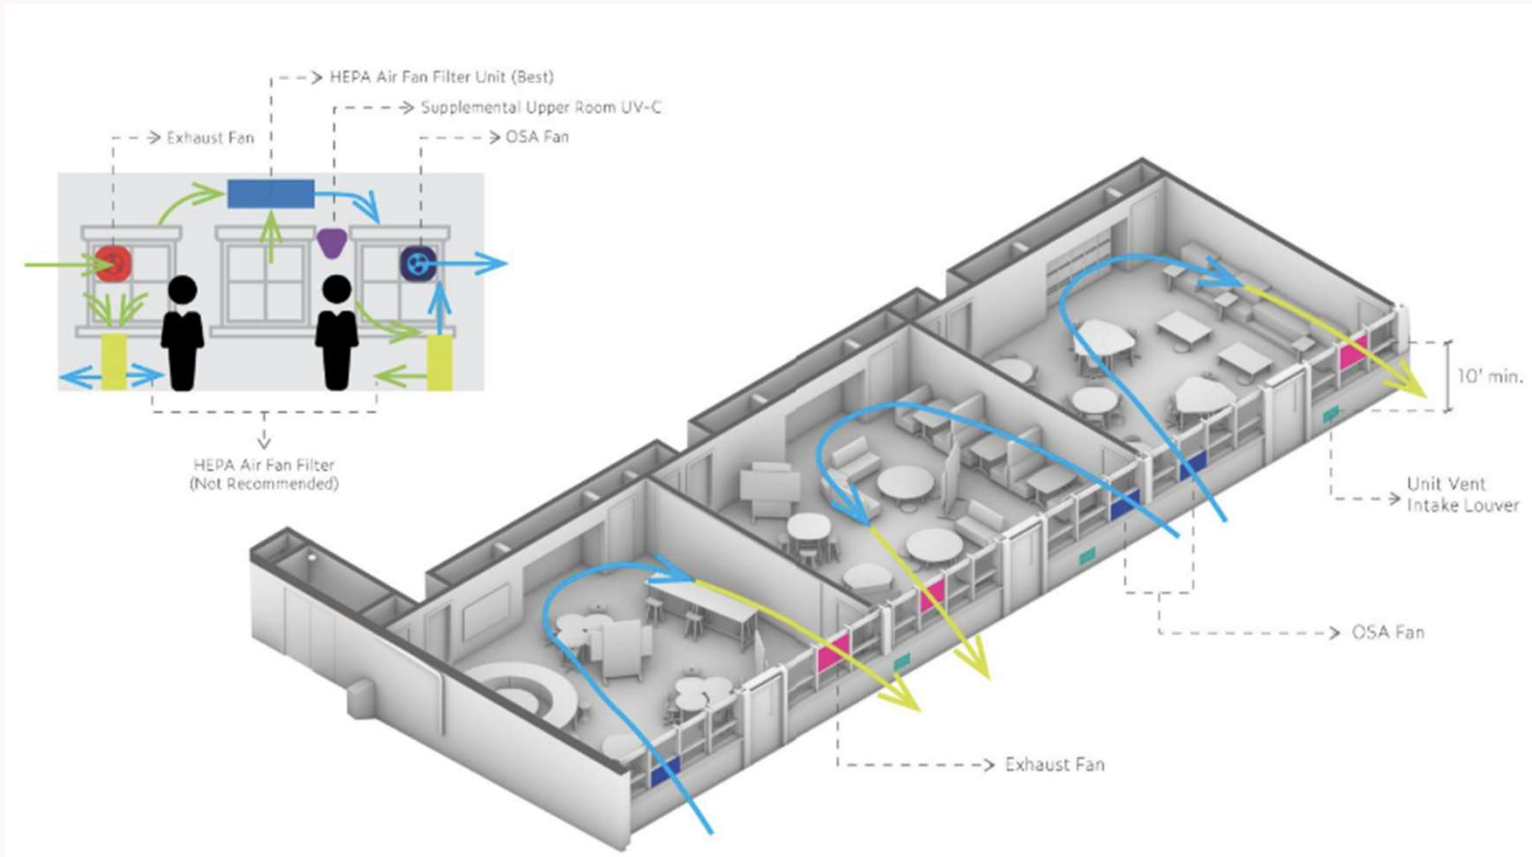 HEPA Air Fan Filter Unit (Best)
Supplemental Upper Room UV-C
Exhaust Fan
OSA Fan
HEPA Air Fan Filter
(Not Recommended)
10' min.
Unit Vent
Intake Louver
OSA Fan
Exhaust Fan